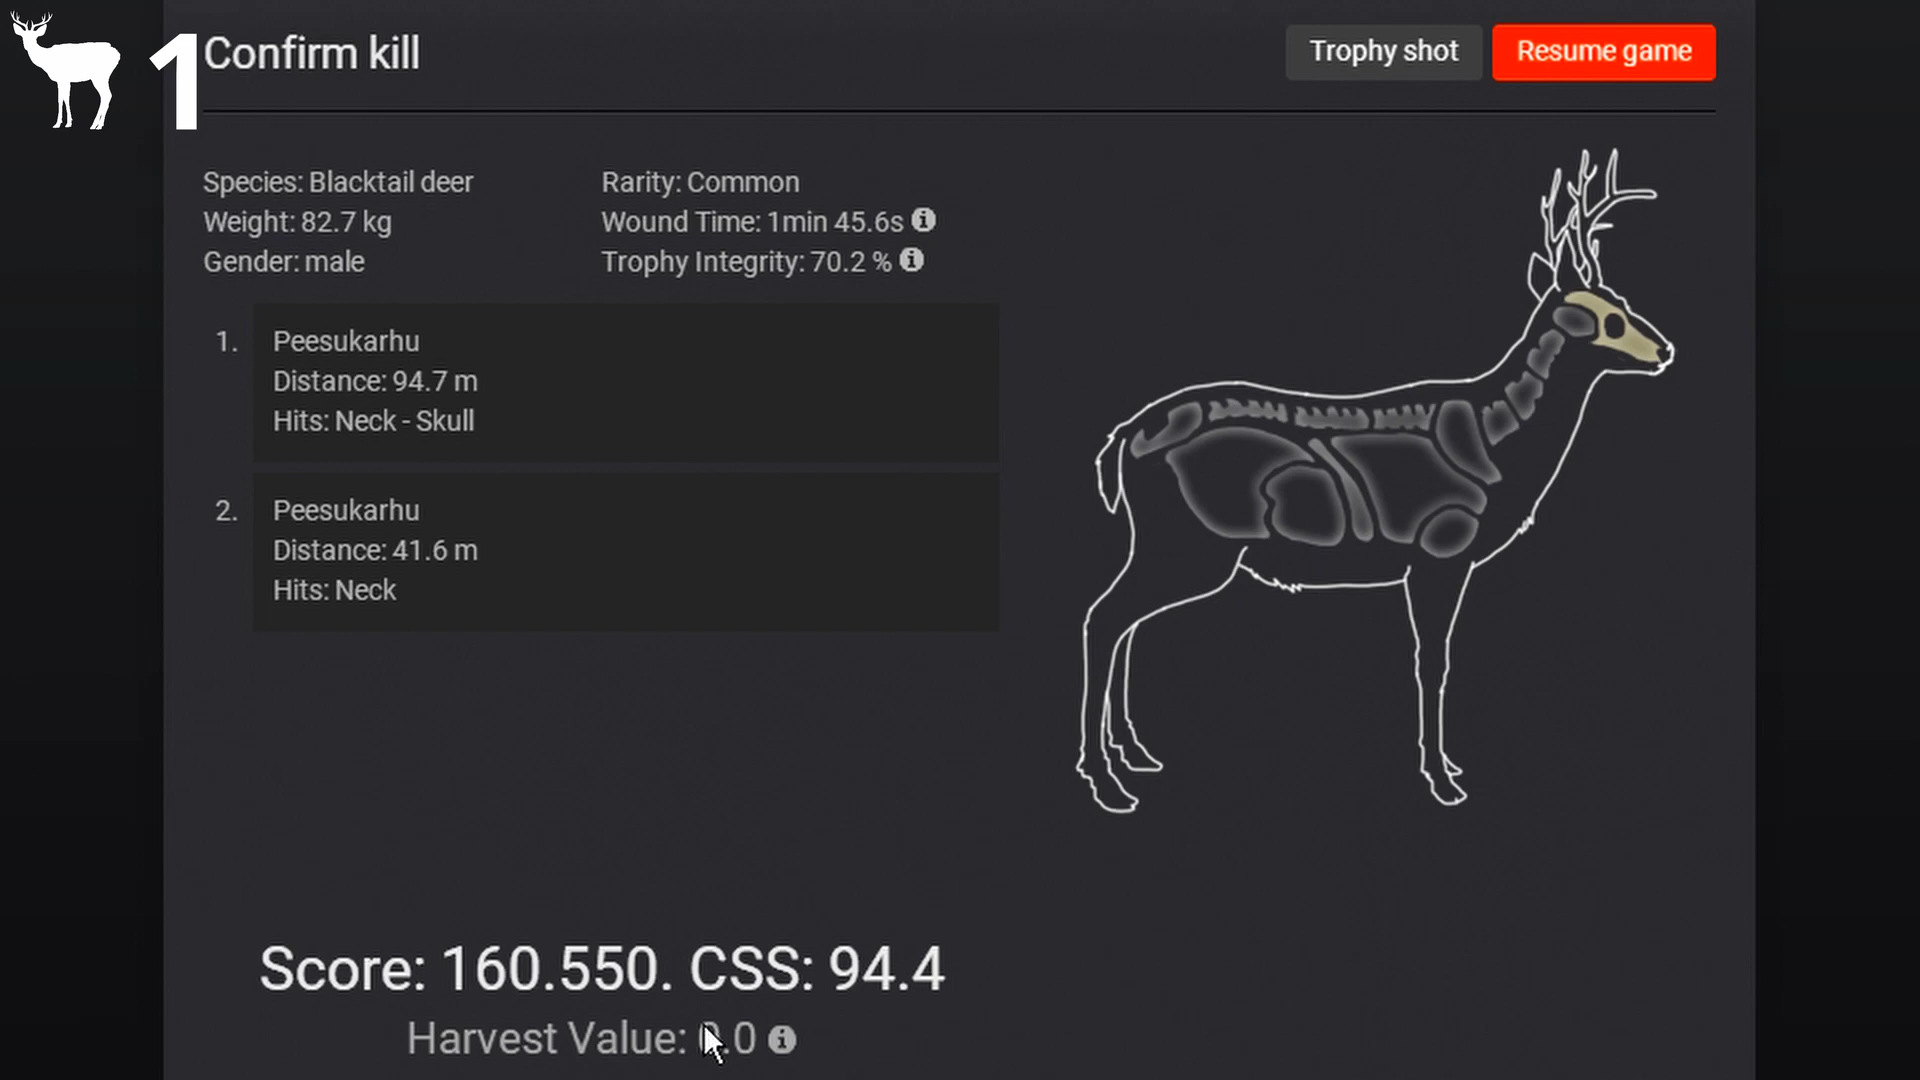 1
Confirm kill
Trophy shot
Resume game
Species: Blacktail deer
Weight: 82.7 kg
Gender: male
Rarity: Common
Wound Time: 1min 45.6s
Trophy Integrity: 70.2 %
1.
Peesukarhu
Distance: 94.7 m
Hits: Neck - Skull
2.
Peesukarhu
Distance: 41.6 m
Hits: Neck
Score: 160.550. CSS: 94.4
Harvest Value: